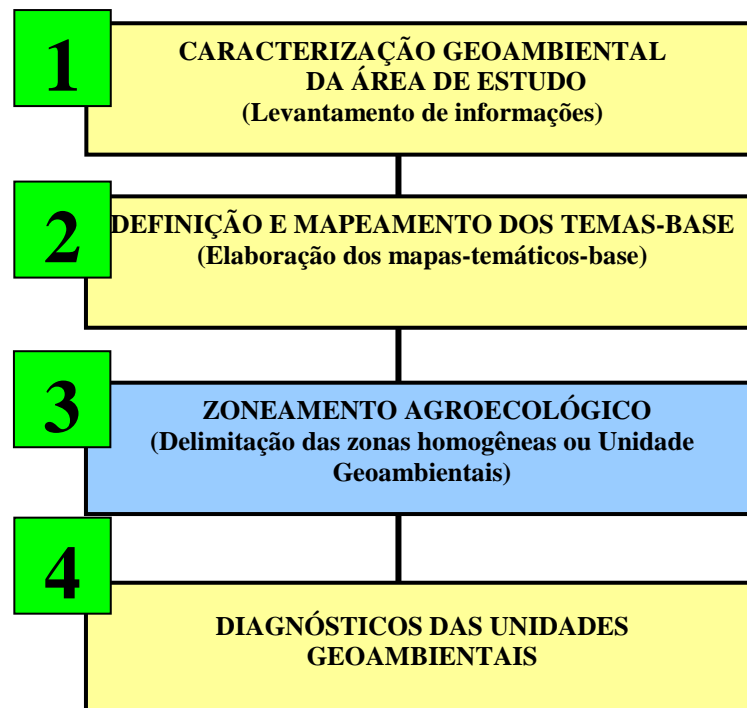 1
CARACTERIZAÇÃO GEOAMBIENTAL
DA ÁREA DE ESTUDO
(Levantamento de informações)
2
DEFINIÇÃO E MAPEAMENTO DOS TEMAS-BASE
(Elaboração dos mapas-temáticos-base)
3
ZONEAMENTO AGROECOLÓGICO
(Delimitação das zonas homogêneas ou Unidade
Geoambientais)
4
DIAGNÓSTICOS DAS UNIDADES
GEOAMBIENTAIS